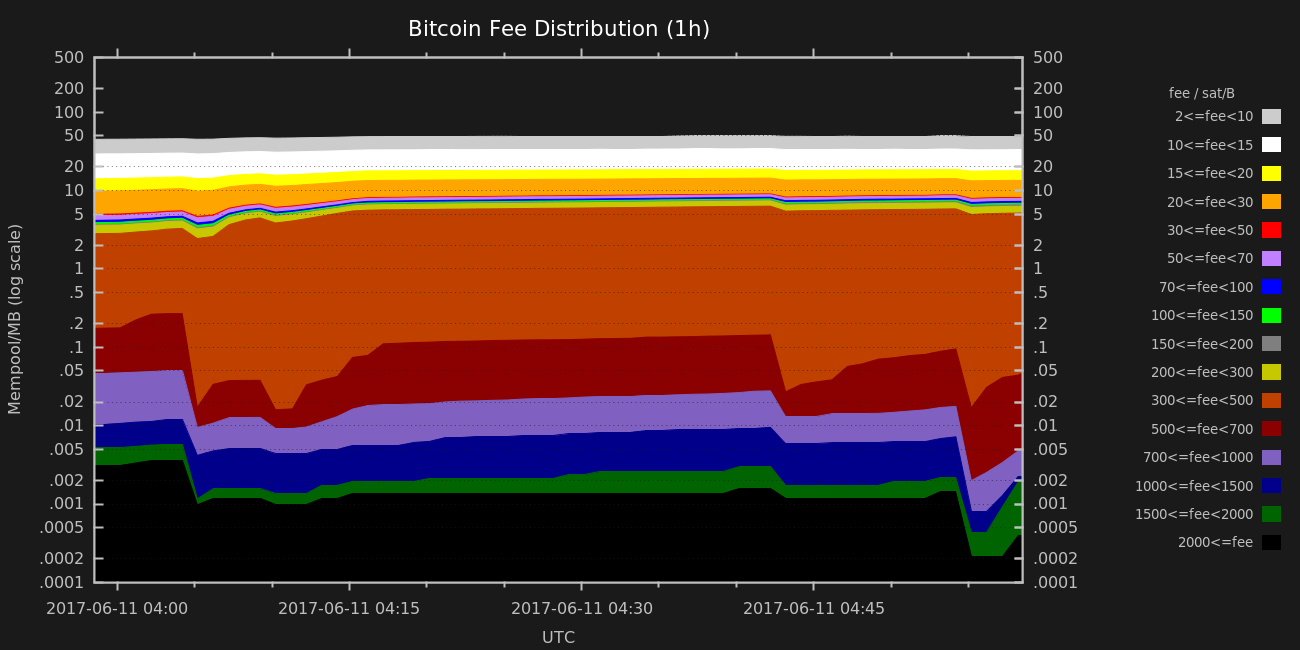 Bitcoin Fee Distribution (1h)
500
200
100
50
20
10
5
2
1
.5
.2
.1
.05
.02
.01
.005
.002
.001
.0005
.0002
.0001
Mempool/MB (log scale)
500
200
100
50
20
10
5
2
1
.5
.2
.1
.05
.02
.01
.005
.002
.001
.0005
.0002
.0001
2017-06-11 04:00
2017-06-11 04:15
2017-06-11 04:30
2017-06-11 04:45
UTC
fee / sat/B
2<=fee<10
10<=fee<15
15<=fee<20
20<=fee<30
30<=fee<50
50<=fee<70
70<=fee<100
100<=fee<150
150<=fee<200
200<=fee<300
300<=fee<500
500<=fee<700
700<=fee<1000
1000<=fee<1500
1500<=fee<2000
2000<=fee